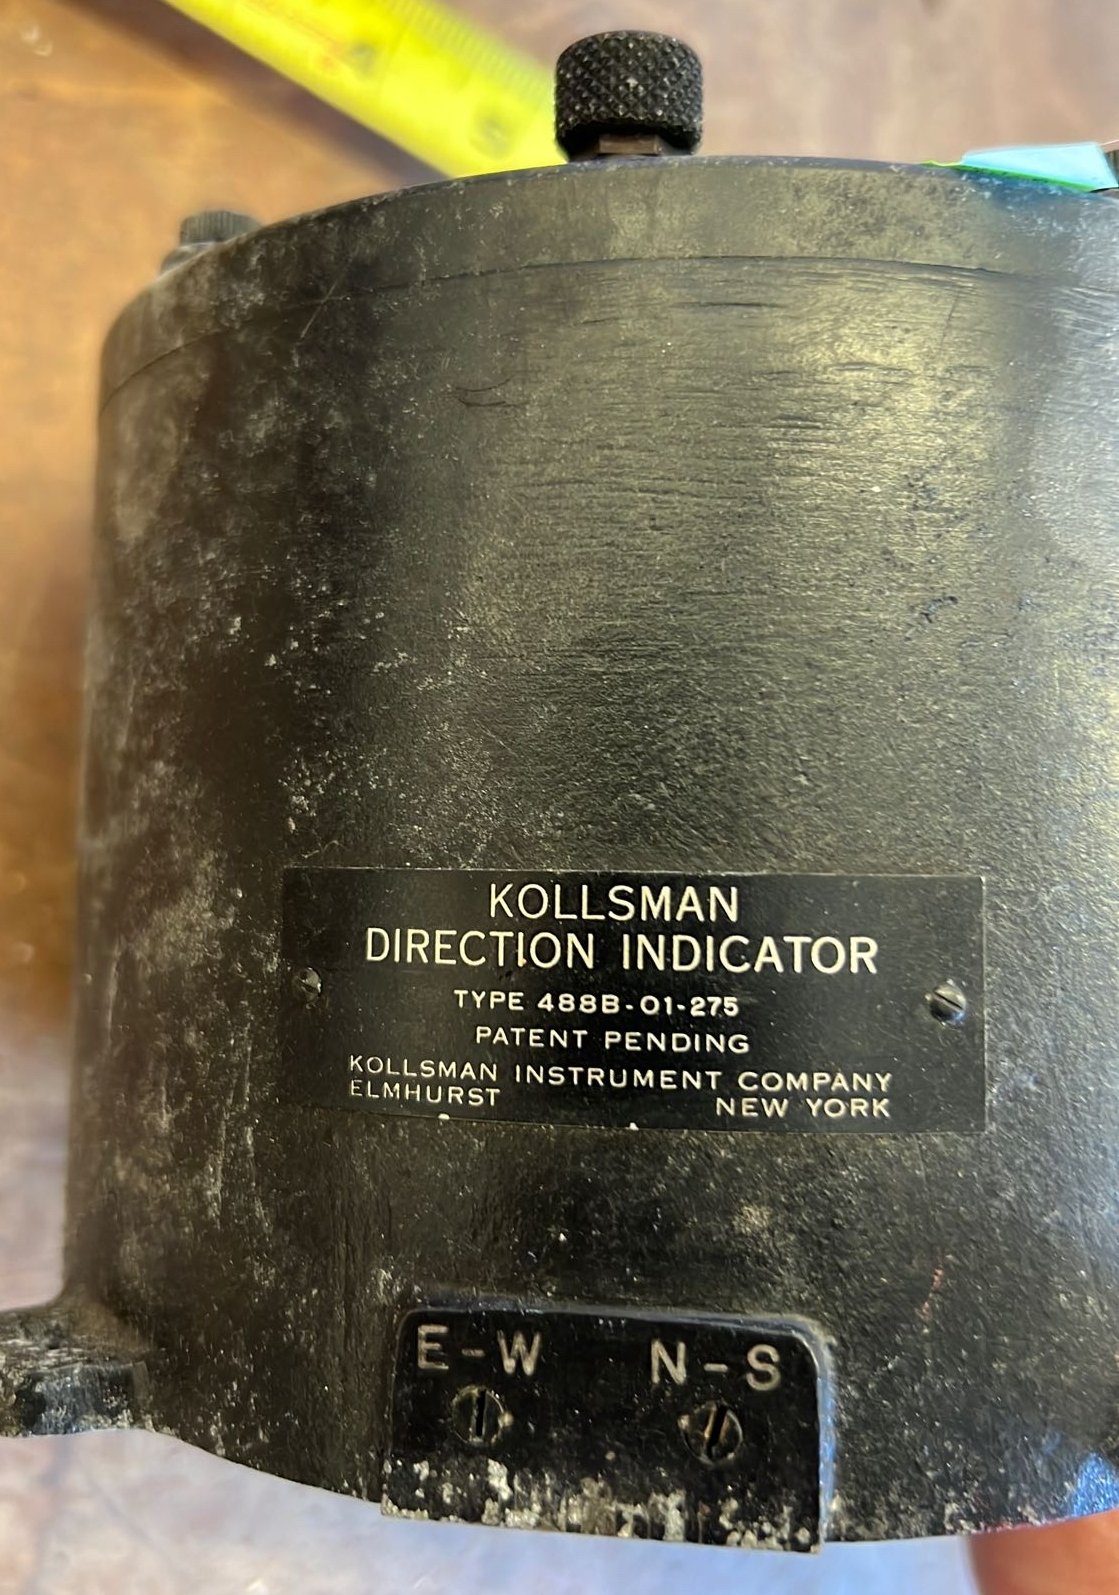 KOLLSMAN
DIRECTION INDICATOR
TYPE 488B-01-275
PATENT PENDING
KOLLSMAN INSTRUMENT COMPANY
ELMHURST NEW YORK
E-W N-S